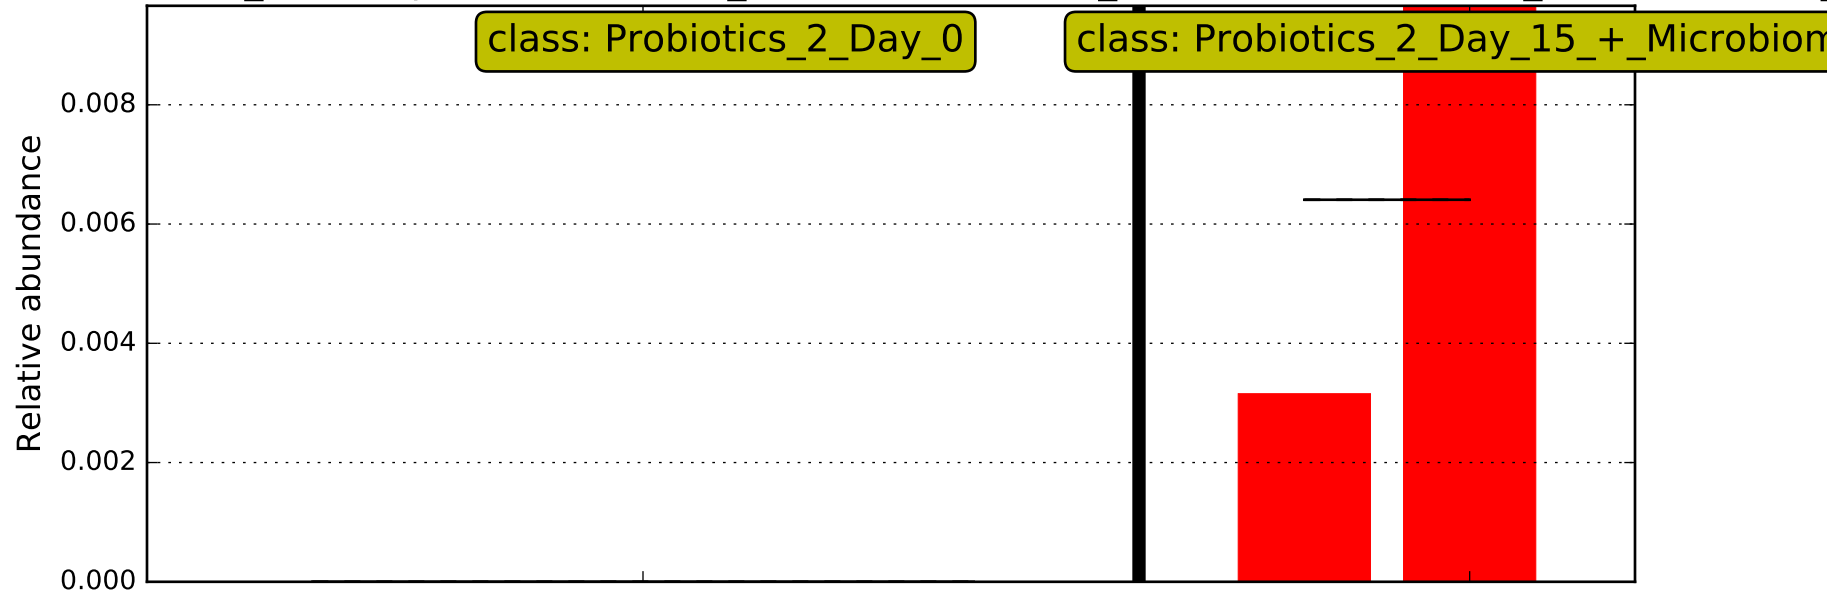 class: Probiotics_2_Day_0
class: Probiotics_2_Day_15_+_Microbiom
0.008
0.006
0.004
0.002
0.000
Relative abundance